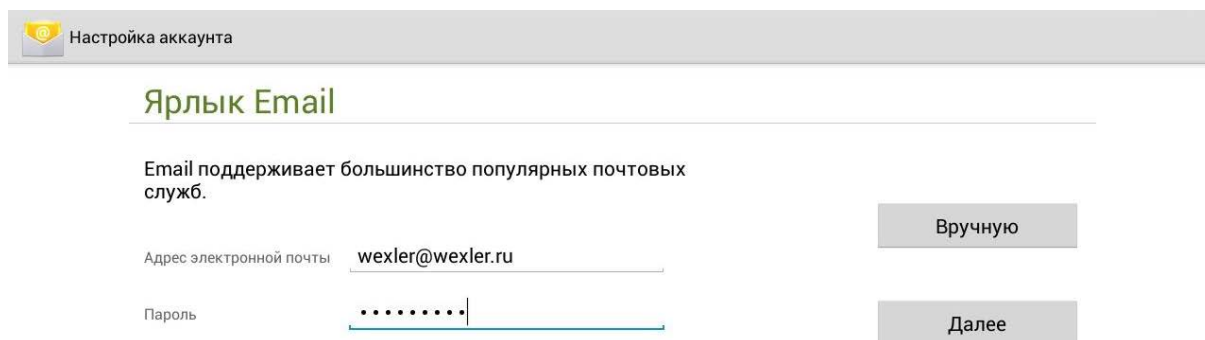 Настройка аккаунта
Ярлык Email
Email поддерживает большинство популярных почтовых
служб.
Вручную
Адрес электронной почты wexler@wexler.ru
Пароль •••••••••
Далее